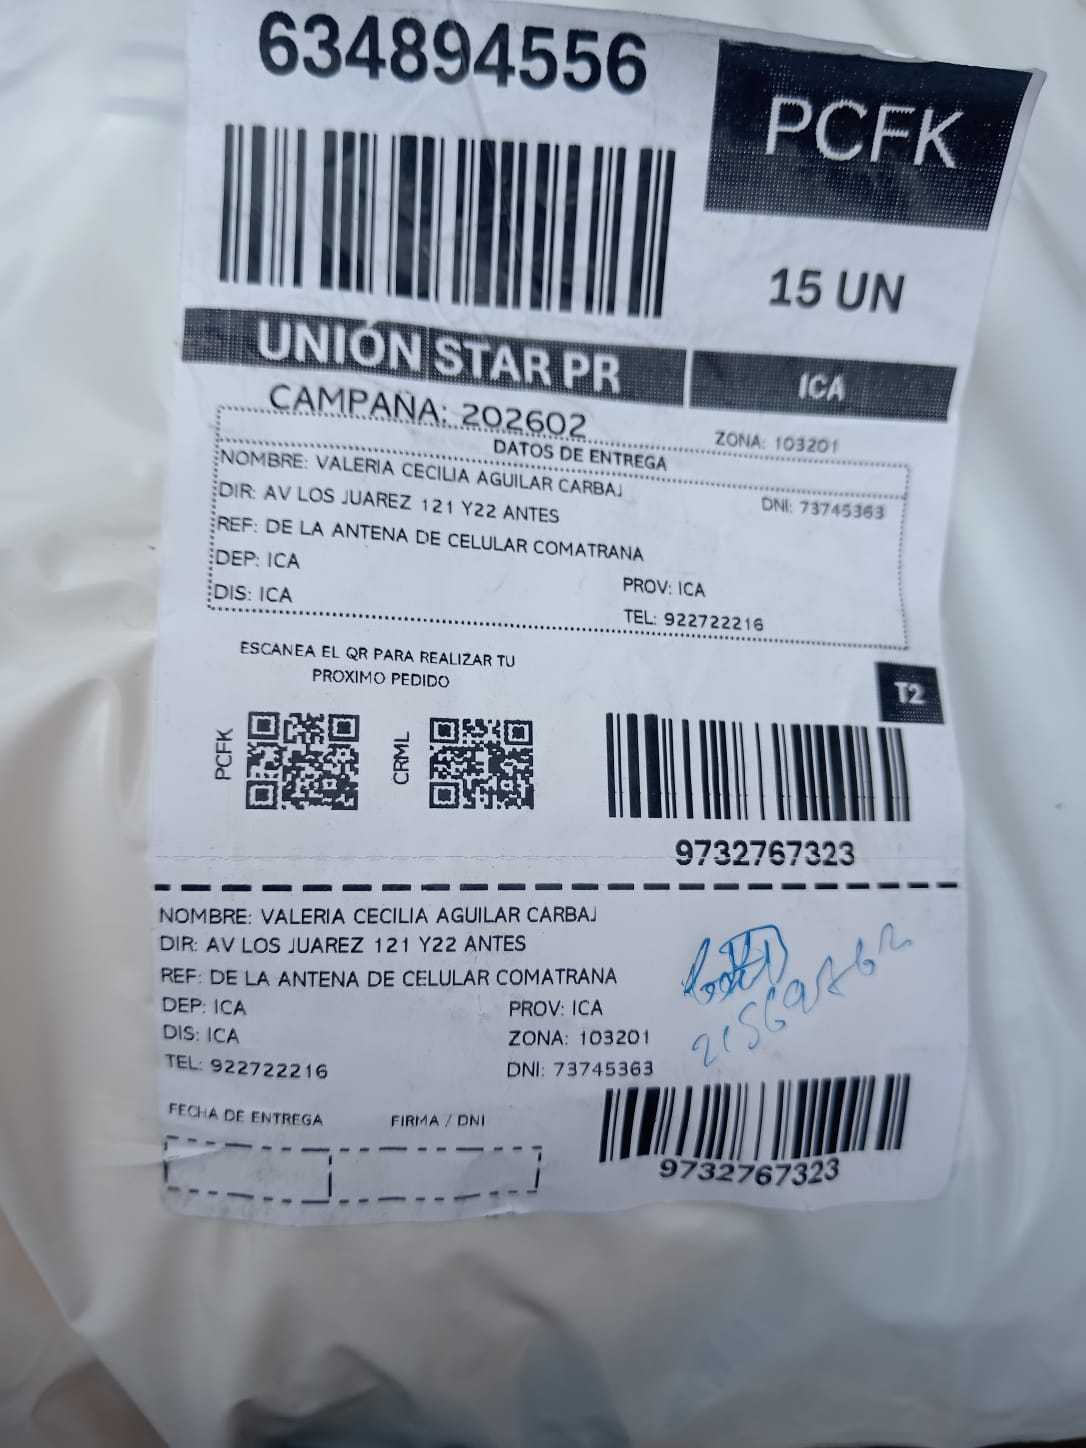 634894556
PCFK
15 UN
UNIÓN STAR PR
ICA
CAMPAÑA: 202602
ZONA: 103201
DATOS DE ENTREGA
NOMBRE: VALERIA CECILIA AGUILAR CARBAJ
DNI: 73745363
DIR: AV LOS JUAREZ 121 Y22 ANTES
REF: DE LA ANTENA DE CELULAR COMATRANA
DEP: ICA
PROV: ICA
DIS: ICA
TEL: 922722216
ESCANEA EL QR PARA REALIZAR TU
PROXIMO PEDIDO
T2
PCFK
CRML
9732767323
NOMBRE: VALERIA CECILIA AGUILAR CARBAJ
DIR: AV LOS JUAREZ 121 Y22 ANTES
REF: DE LA ANTENA DE CELULAR COMATRANA
DEP: ICA
PROV: ICA
DIS: ICA
ZONA: 103201
TEL: 922722216
DNI: 73745363
FECHA DE ENTREGA
FIRMA / DNI
9732767323